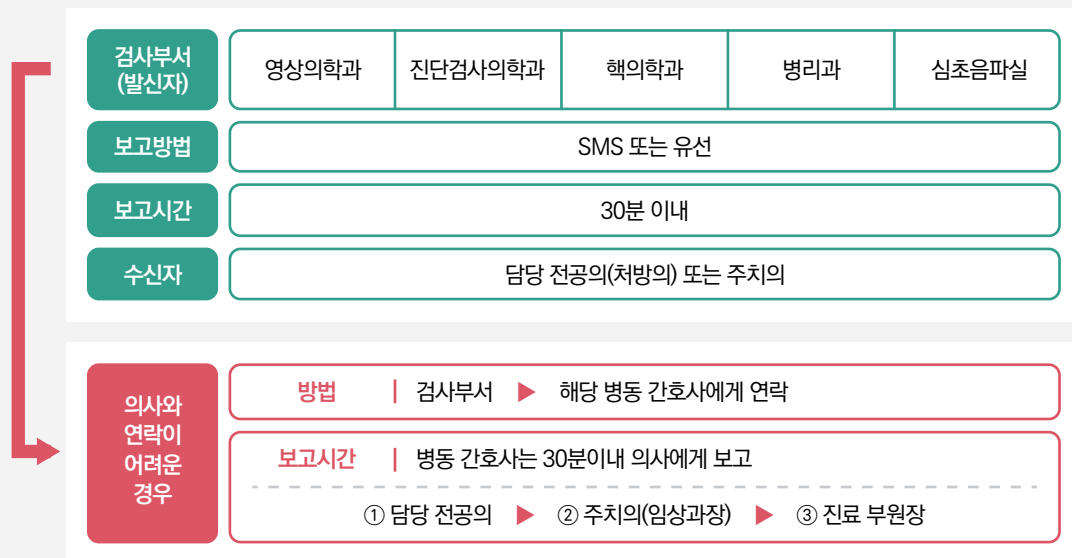 검사부서
(발신자)
영상의학과 진단검사의학과 핵의학과 병리과 심초음파실
보고방법
SMS 또는 유선
보고시간
30분 이내
수신자
담당 전공의(처방의) 또는 주치의
의사와
연락이
어려운
경우
방법 | 검사부서 ▶ 해당 병동 간호사에게 연락
보고시간 | 병동 간호사는 30분이내 의사에게 보고
① 담당 전공의 ▶ ② 주치의(임상과장) ▶ ③ 진료 부원장